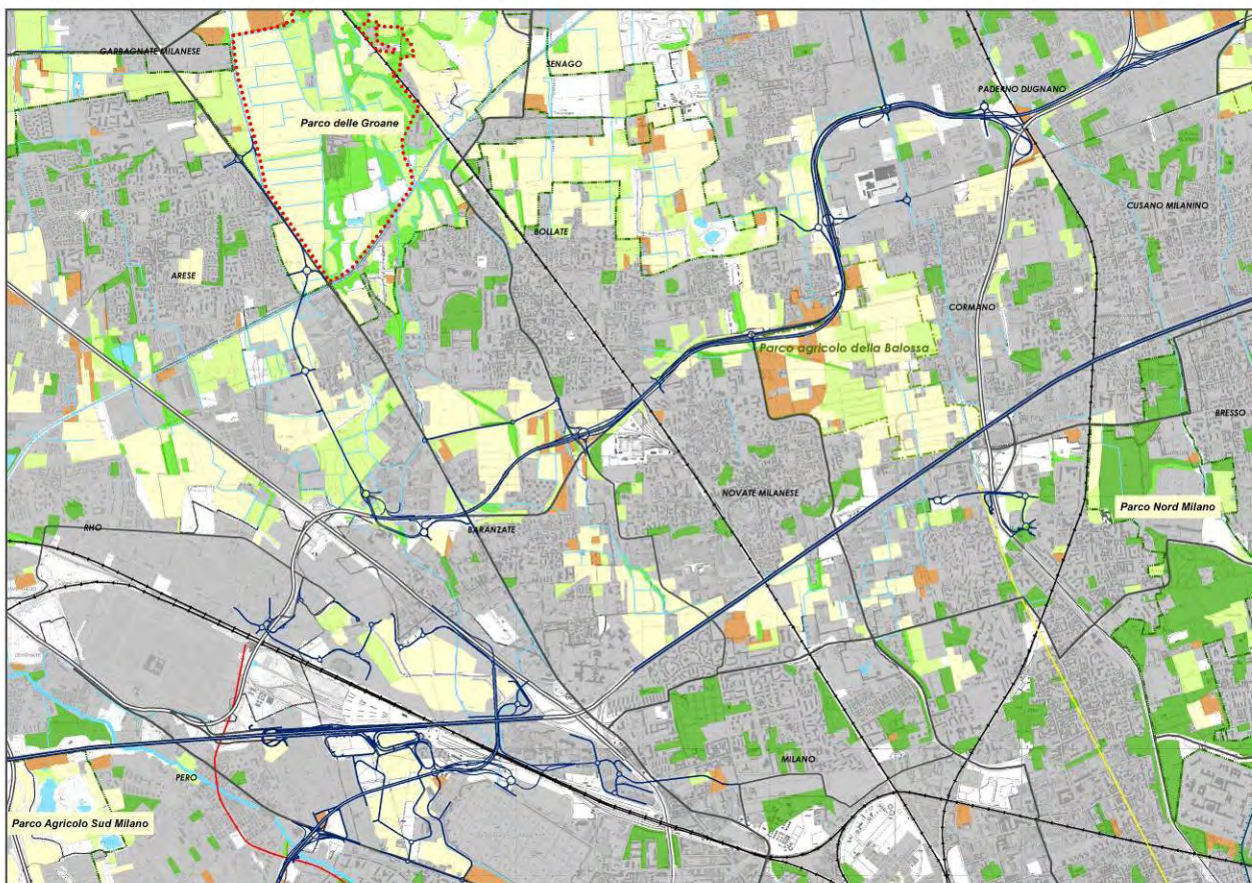 GARBAGNATE MILANESE
SENAGO
PADERNO DUGNANO
Parco delle Groane
CUSANO MILANINO
BOLLATE
ARESE
CORMANO
Parco agricolo della Balossa
BRESSO
NOVATE MILANESE
Parco Nord Milano
RHO
BARANZATE
MILANO
PERO
Parco Agricolo Sud Milano